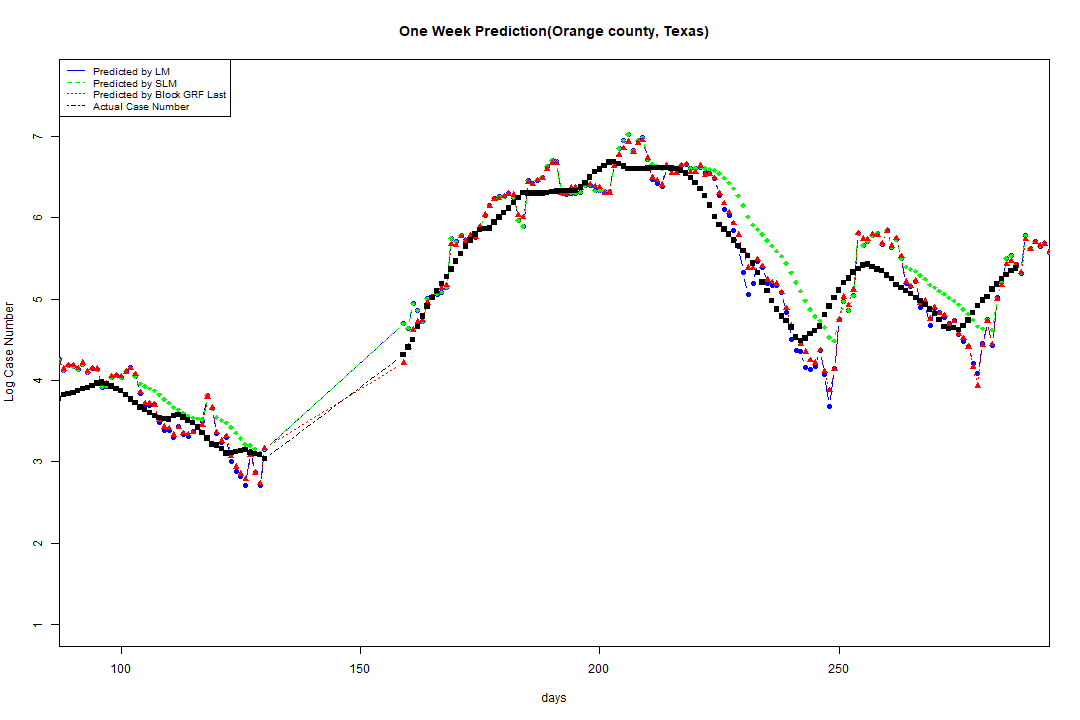 One Week Prediction(Orange county, Texas)
Predicted by LM
Predicted by SLM
Predicted by Block GRF Last
Actual Case Number
7
6
5
4
3
2
1
Log Case Number
100
150
200
250
days